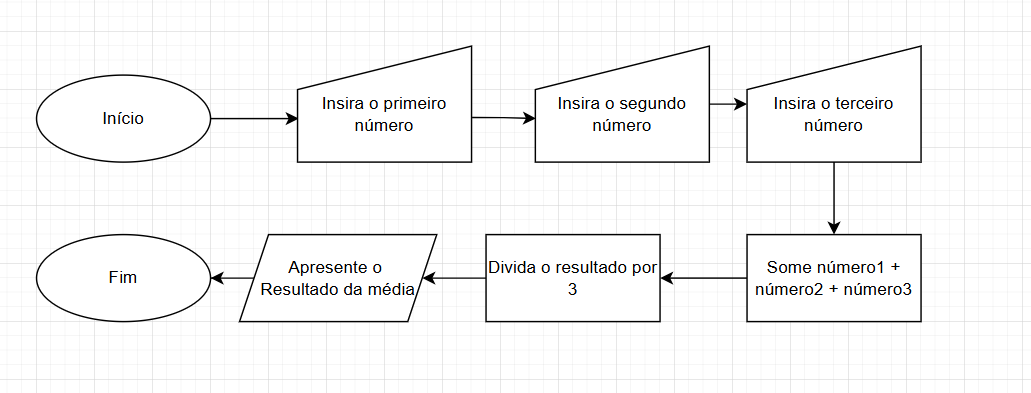 Início
Insira o primeiro
número
Insira o segundo
número
Insira o terceiro
número
Some número1 +
número2 + número3
Divida o resultado por
3
Apresente o
Resultado da média
Fim